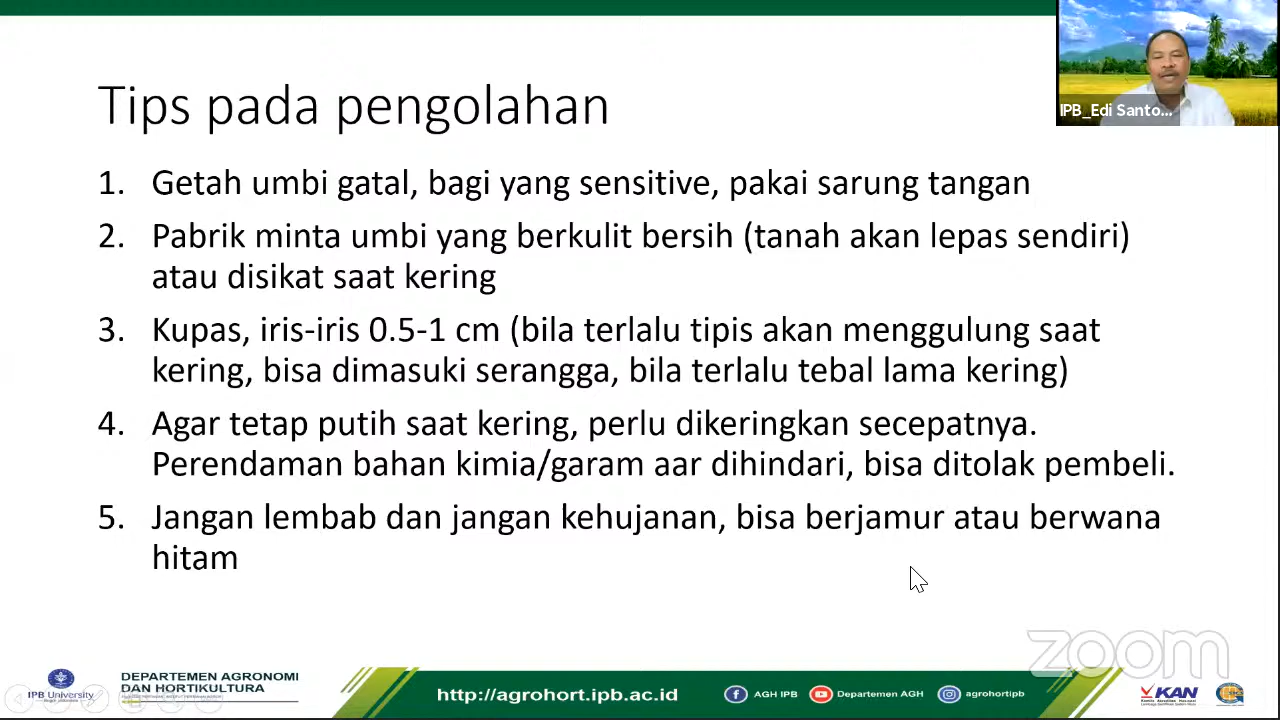 IPB_Edi Santo...
Tips pada pengolahan
1. Getah umbi gatal, bagi yang sensitive, pakai sarung tangan
2. Pabrik minta umbi yang berkulit bersih (tanah akan lepas sendiri)
atau disikat saat kering
3. Kupas, iris-iris 0.5-1 cm (bila terlalu tipis akan menggulung saat
kering, bisa dimasuki serangga, bila terlalu tebal lama kering)
4. Agar tetap putih saat kering, perlu dikeringkan secepatnya.
Perendaman bahan kimia/garam aar dihindari, bisa ditolak pembeli.
5. Jangan lembab dan jangan kehujanan, bisa berjamur atau berwana
hitam
zoom
IPB University
DEPARTEMEN AGRONOMI
DAN HORTIKULTURA
http://agrohort.ipb.ac.id
AGH IPB
Departemen AGH
agrohortipb
KAN